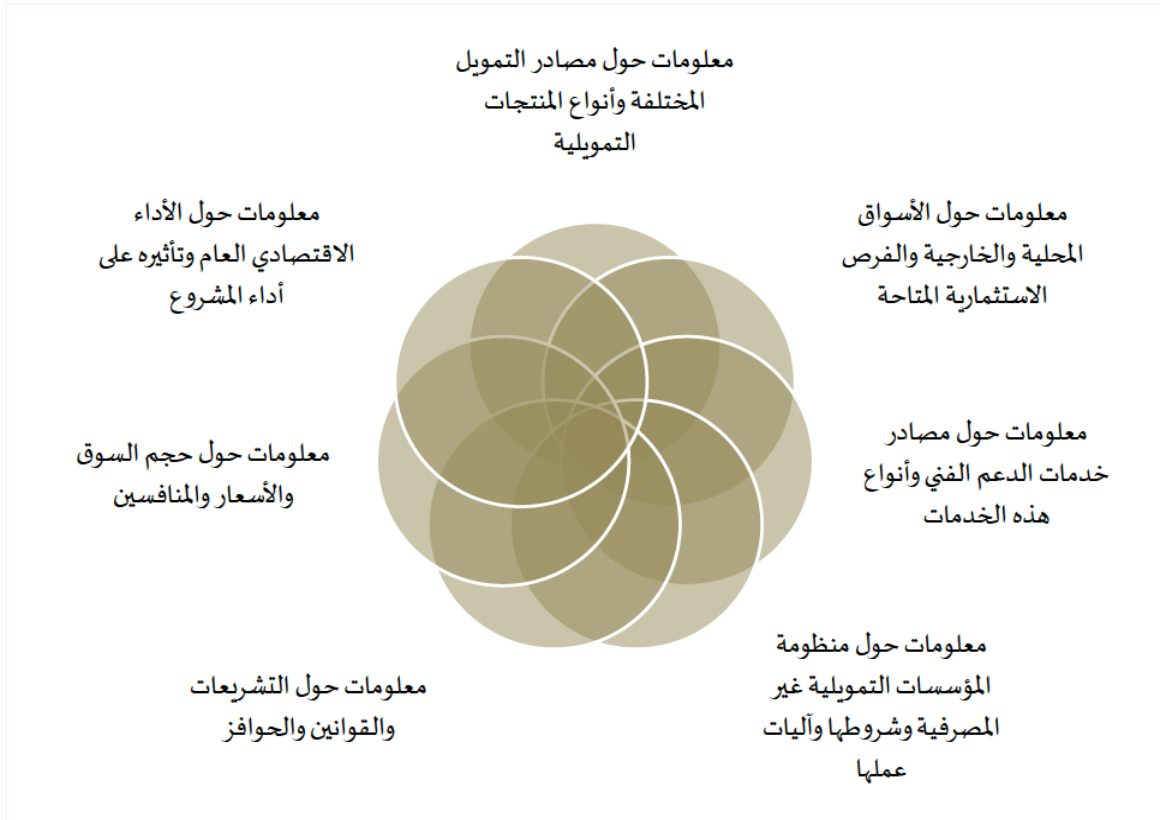 معلومات حول مصادر التمويل
المختلفة وأنواع المنتجات
التمويلية
معلومات حول الأسواق
المحلية والخارجية والفرص
الاستثمارية المتاحة
معلومات حول مصادر
خدمات الدعم الفني وأنواع
هذه الخدمات
معلومات حول منظومة
المؤسسات التمويلية غير
المصرفية وشروطها وآليات
عملها
معلومات حول التشريعات
والقوانين والحوافز
معلومات حول حجم السوق
والأسعار والمنافسين
معلومات حول الأداء
الاقتصادي العام وتأثيره على
أداء المشروع